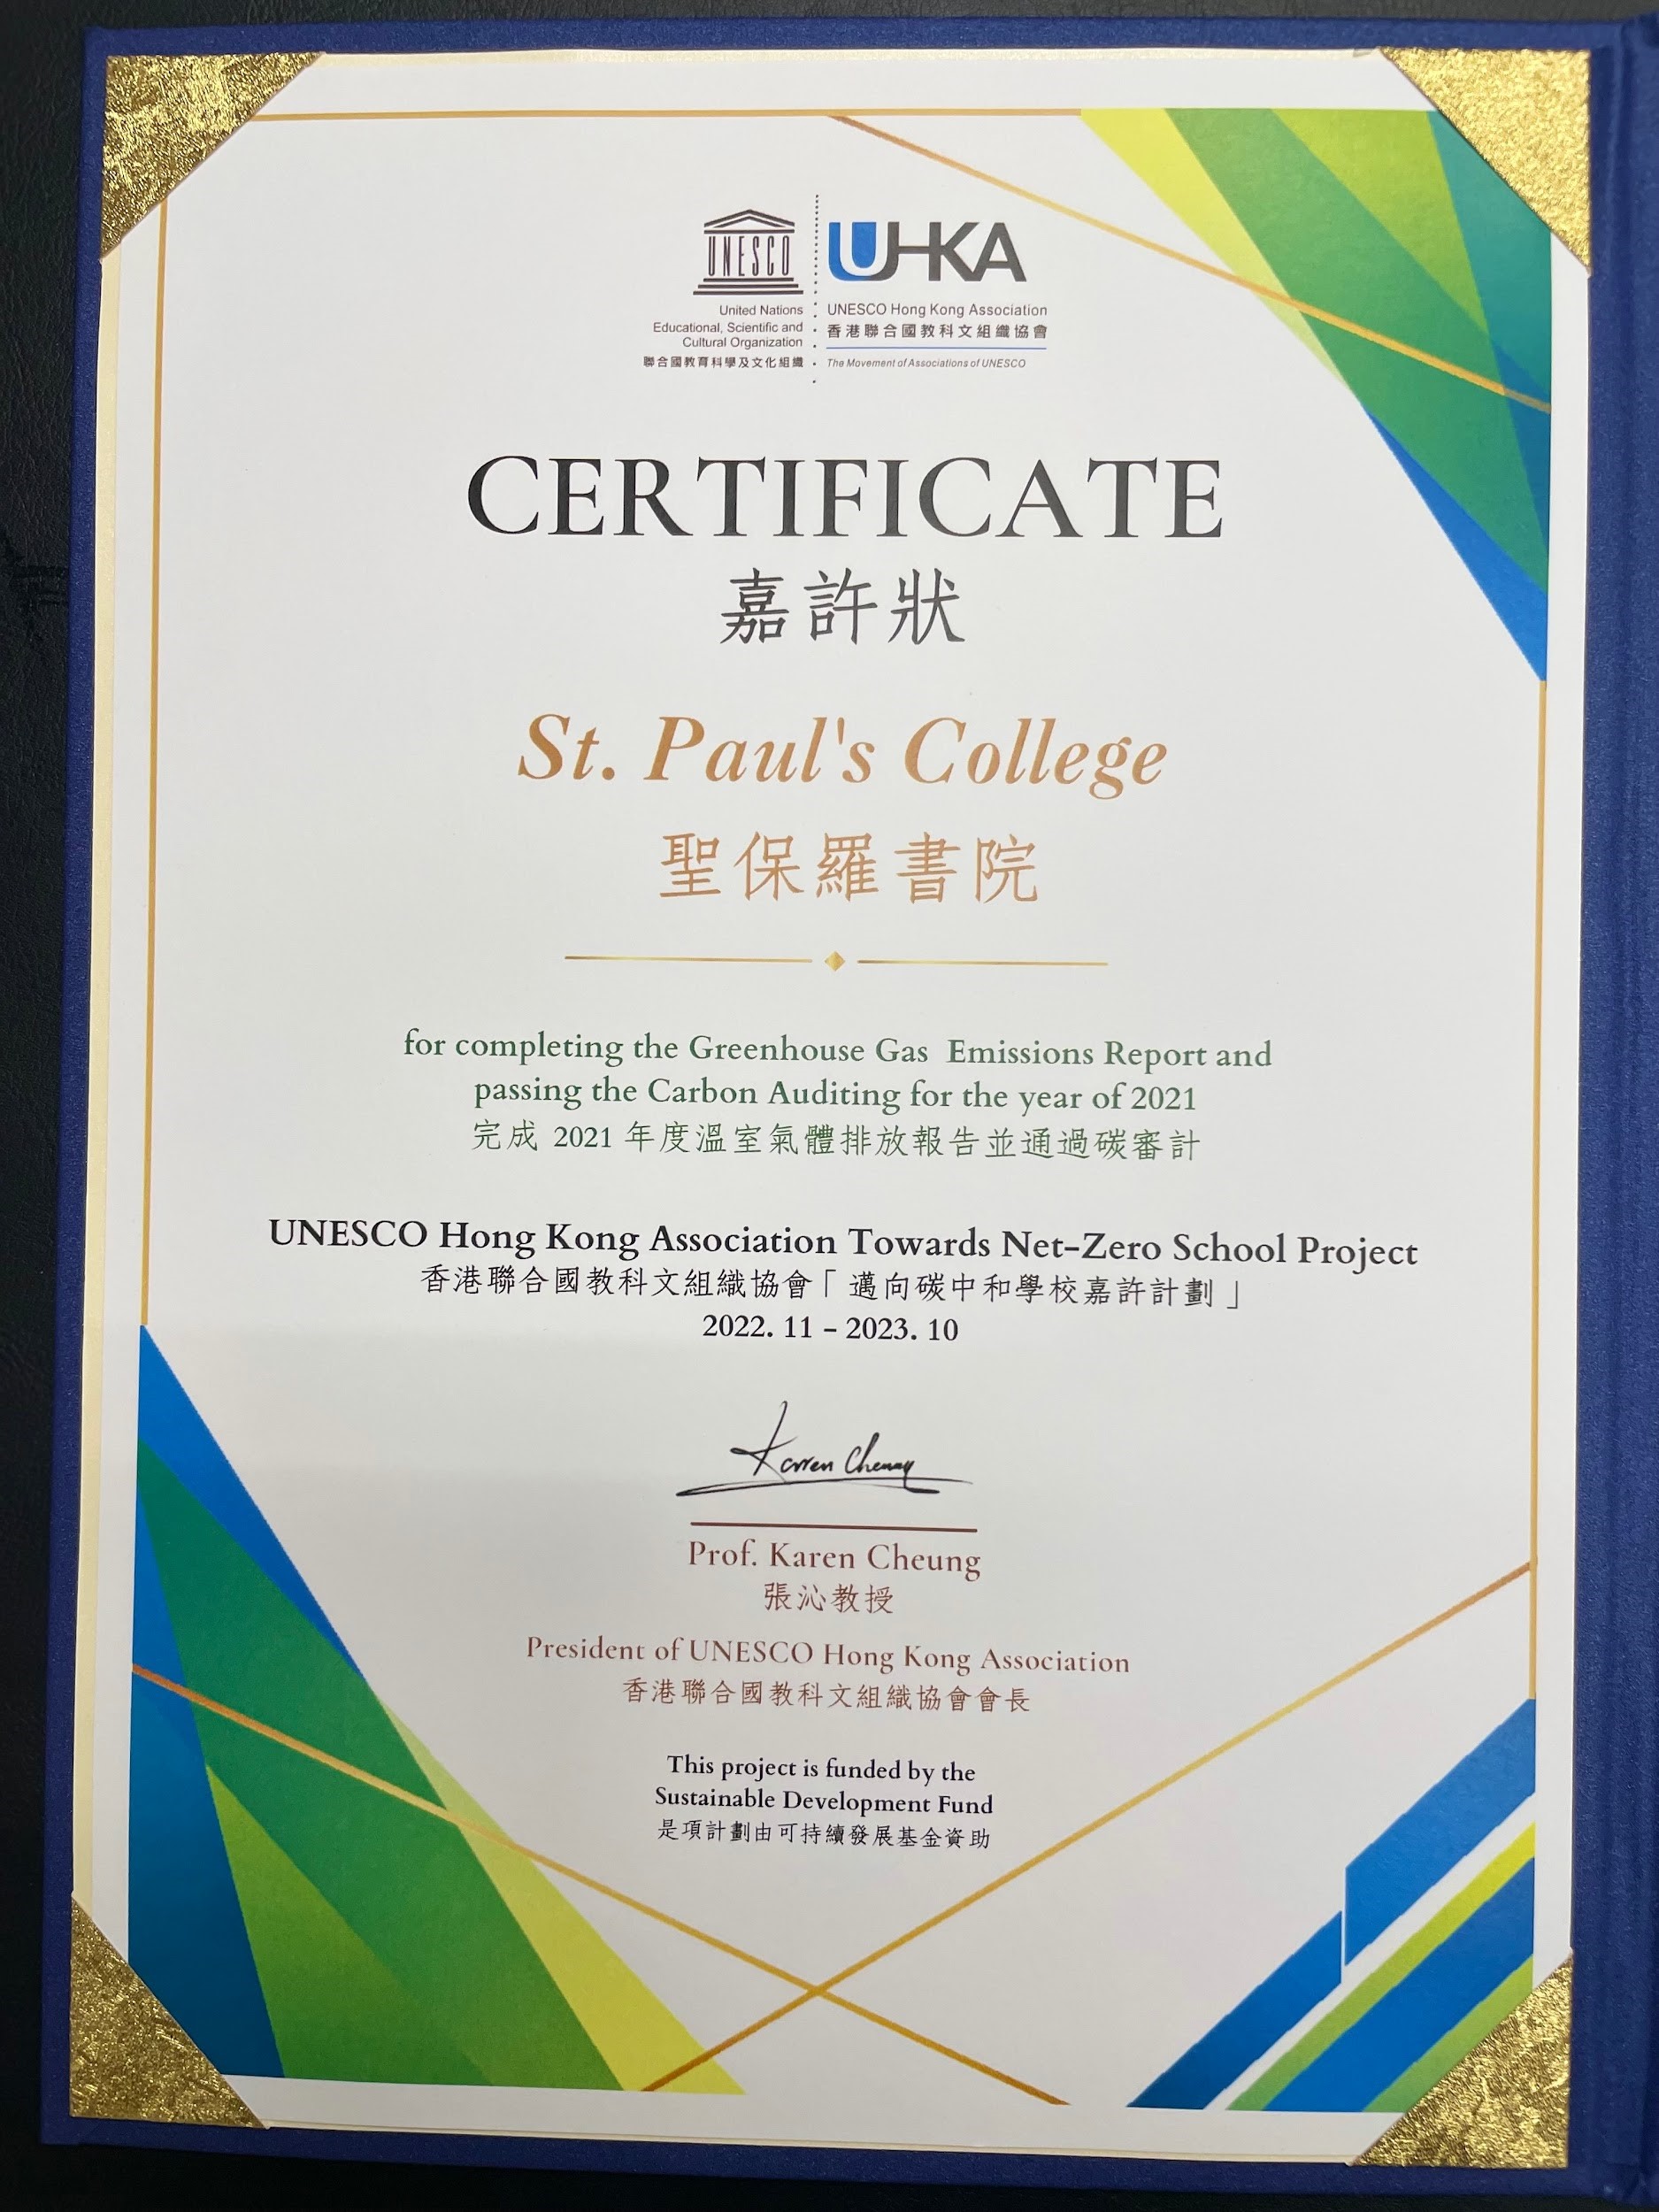 UNESCO
United Nations
Educational, Scientific and
Cultural Organization
聯合國教育科學及文化組織
UHKA
UNESCO Hong Kong Association
香港聯合國教科文組織協會
The Movement of Associations of UNESCO
CERTIFICATE
嘉許狀
St. Paul's College
聖保羅書院
for completing the Greenhouse Gas Emissions Report and
passing the Carbon Auditing for the year of 2021
完成 2021 年度溫室氣體排放報告並通過碳審計
UNESCO Hong Kong Association Towards Net-Zero School Project
香港聯合國教科文組織協會「邁向碳中和學校嘉許計劃」
2022. 11 - 2023. 10
Karen Cheung
Prof. Karen Cheung
張沁教授
President of UNESCO Hong Kong Association
香港聯合國教科文組織協會會長
This project is funded by the
Sustainable Development Fund
是項計劃由可持續發展基金資助